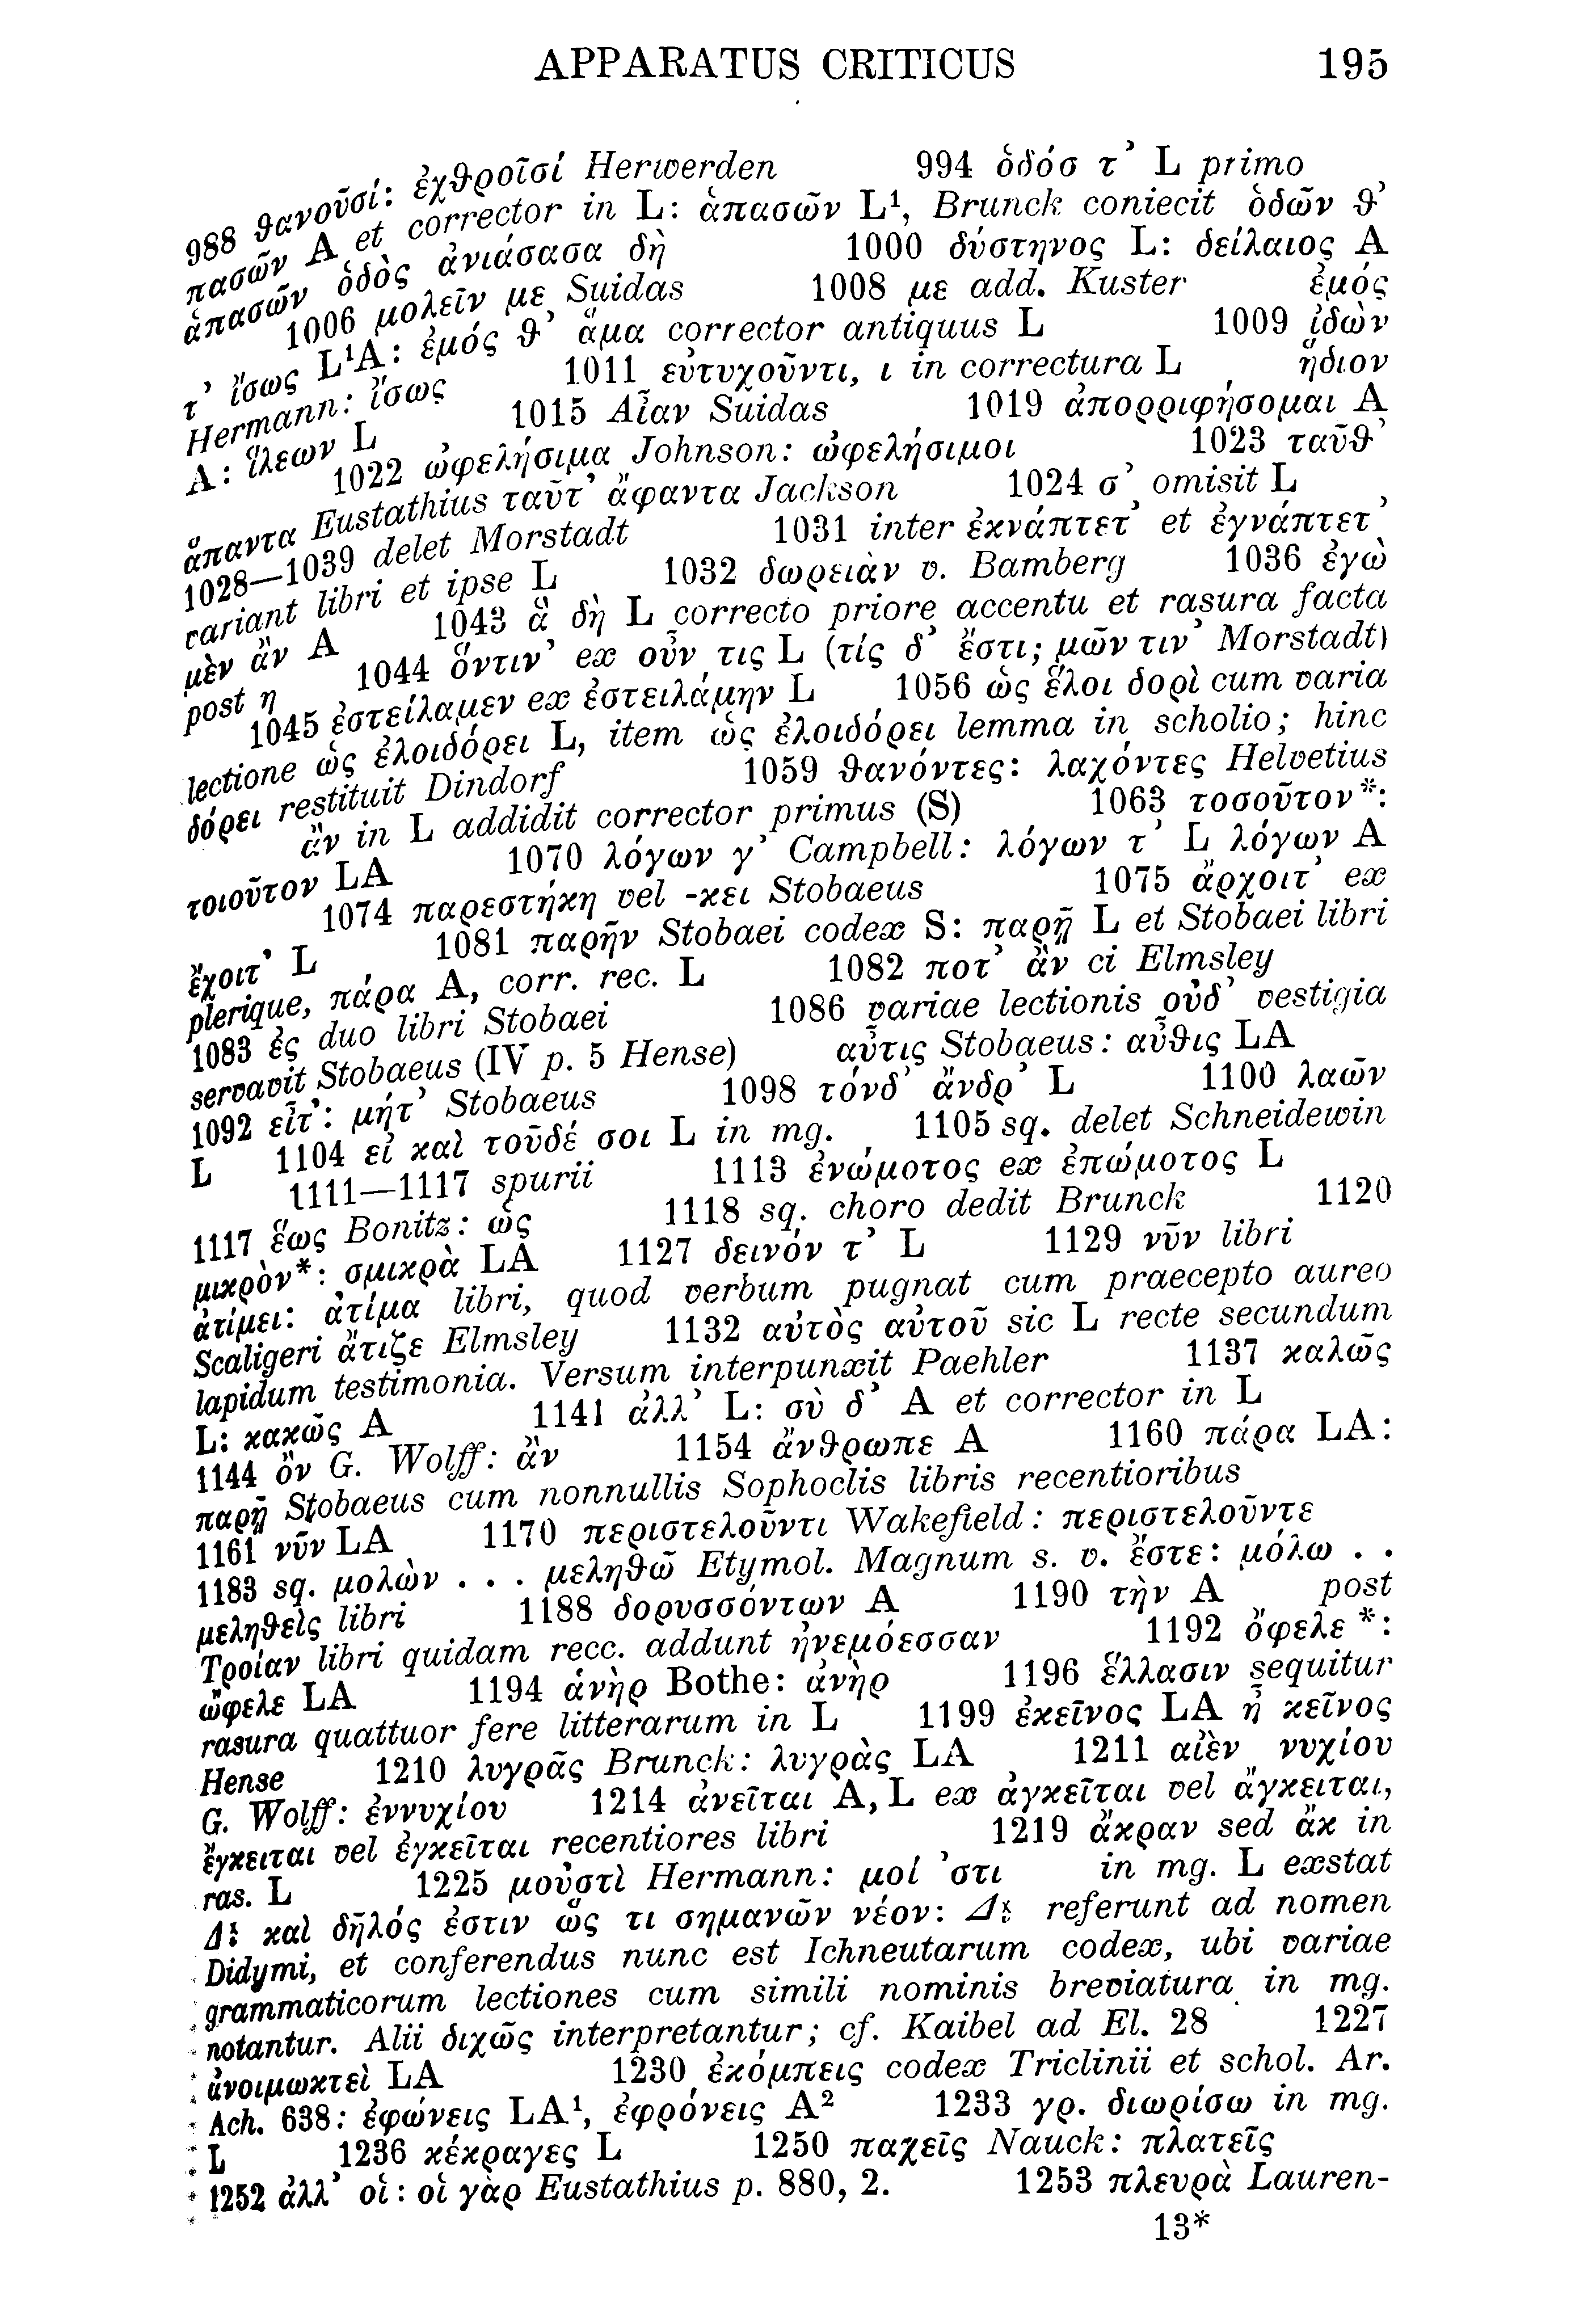 APPARATUS CRITICUS 195
988 θανοῦσί: ἐχθροῖσί Herwerden 994 ὁδόσ τ᾽ L primo
πασῶν A et corrector in L: ἁπασῶν L¹, Brunck coniecit ὁδῶν θ᾽
ἁπασῶν ὁδὸς ἀνιάσασα δὴ 1000 δύστηνος L: δείλαιος A
1006 μολεῖν με Suidas 1008 με add. Kuster ἐμός
τ᾽ ἴσως L¹A: ἐμός θ᾽ ἅμα corrector antiquus L 1009 ἰδὼν
Hermann: ἴσως 1011 εὐτυχοῦντι, ι in correctura L ἥδιον
A: ἵλεων L 1015 Αἶαν Suidas 1019 ἀπορριφήσομαι A
1022 ὠφελήσιμα Johnson: ὠφελήσιμοι 1023 ταῦθ᾽
ἅπαντα Eustathius ταῦτ᾽ ἄφαντα Jackson 1024 σ᾽ omisit L
1028—1039 delet Morstadt 1031 inter ἐκνάπτετ᾽ et ἐγνάπτετ᾽
variant libri et ipse L 1032 δωρειὰν v. Bamberg 1036 ἐγὼ
μὲν ἂν A 1043 ἃ δὴ L correcto priore accentu et rasura facta
post η 1044 ὅντιν᾽ ex οὖν τις L (τίς δ᾽ ἔστι; μῶν τιν᾽ Morstadt)
1045 ἐστείλαμεν ex ἐστειλάμην L 1056 ὡς ἕλοι δορὶ cum varia
lectione ὡς ἐλοιδόρει L, item ὡς ἐλοιδόρει lemma in scholio; hinc
δόρει restituit Dindorf 1059 θανόντες: λαχόντες Helvetius
ἂν in L addidit corrector primus (S) 1063 τοσοῦτον*:
τοιοῦτον LA 1070 λόγων γ᾽ Campbell: λόγων τ᾽ L λόγων A
1074 παρεστήκῃ vel -κει Stobaeus 1075 ἄρχοιτ᾽ ex
ἔχοιτ᾽ L 1081 παρῆν Stobaei codex S: παρῇ L et Stobaei libri
plerique, πάρα A, corr. rec. L 1082 ποτ᾽ ἂν ci Elmsley
1083 ἐς duo libri Stobaei 1086 variae lectionis οὐδ᾽ vestigia
servavit Stobaeus (IV p. 5 Hense) αὖτις Stobaeus: αὖθις LA
1092 εἶτ᾽: μήτ᾽ Stobaeus 1098 τόνδ᾽ ἄνδρ᾽ L 1100 λαῶν
L 1104 εἰ καὶ τοῦδέ σοι L in mg. 1105 sq. delet Schneidewin
1111—1117 spurii 1113 ἐνώμοτος ex ἐπώμοτος L
1117 ἕως Bonitz: ὡς 1118 sq. choro dedit Brunck 1120
μικρὸν*: σμικρὰ LA 1127 δεινόν τ᾽ L 1129 νῦν libri
ἀτίμει: ἀτίμα libri, quod verbum pugnat cum praecepto aureo
Scaligeri ἄτιζε Elmsley 1132 αὐτὸς αὑτοῦ sic L recte secundum
lapidum testimonia. Versum interpunxit Paehler 1137 καλῶς
L: κακῶς A 1141 ἀλλ᾽ L: σὺ δ᾽ A et corrector in L
1144 ὃν G. Wolff: ἂν 1154 ἄνθρωπε A 1160 πάρα LA:
παρῇ Stobaeus cum nonnullis Sophoclis libris recentioribus
1161 νῦν LA 1170 περιστελοῦντι Wakefield: περιστελοῦντε
1183 sq. μολὼν . . . μεληθῶ Etymol. Magnum s. v. ἔστε: μόλω . .
μεληθεὶς libri 1188 δορυσσόντων A 1190 τὴν A post
Τροίαν libri quidam recc. addunt ἠνεμόεσσαν 1192 ὄφελε*:
ὤφελε LA 1194 ἁνὴρ Bothe: ἀνὴρ 1196 ἕλλασιν sequitur
rasura quattuor fere litterarum in L 1199 ἐκεῖνος LA ἦ κεῖνος
Hense 1210 λυγρᾶς Brunck: λυγρὰς LA 1211 αἰὲν νυχίου
G. Wolff: ἐννυχίου 1214 ἀνεῖται A, L ex ἀγκεῖται vel ἄγκειται,
ἔγκειται vel ἐγκεῖται recentiores libri 1219 ἄκραν sed ἄκ in
ras. L 1225 μοὐστὶ Hermann: μοί ᾽στι in mg. L exstat
Δι καὶ δῆλός ἐστιν ὥς τι σημανῶν νέον: Δι referunt ad nomen
Didymi, et conferendus nunc est Ichneutarum codex, ubi variae
grammaticorum lectiones cum simili nominis breviatura in mg.
notantur. Alii διχῶς interpretantur; cf. Kaibel ad El. 28 1227
ἀνοιμωκτεὶ LA 1230 ἐκόμπεις codex Triclinii et schol. Ar.
Ach. 638: ἐφώνεις LA¹, ἐφρόνεις A² 1233 γρ. διωρίσω in mg.
L 1236 κέκραγες L 1250 παχεῖς Nauck: πλατεῖς
1252 ἀλλ᾽ οἱ: οἱ γὰρ Eustathius p. 880, 2. 1253 πλευρὰ Lauren-
13*